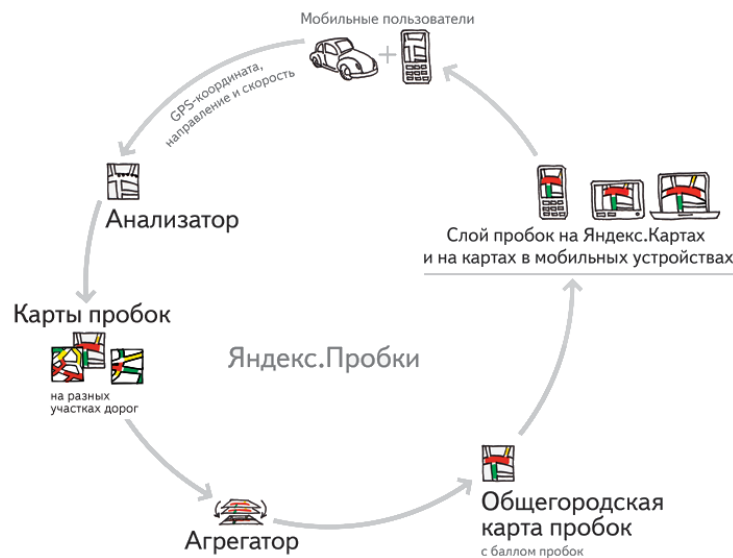 Мобильные пользователи
GPS-координата,
направление и скорость
Анализатор
Карты пробок
на разных
участках дорог
Агрегатор
Общегородская
карта пробок
с баллом пробок
Слой пробок на Яндекс.Картах
и на картах в мобильных устройствах
Яндекс.Пробки